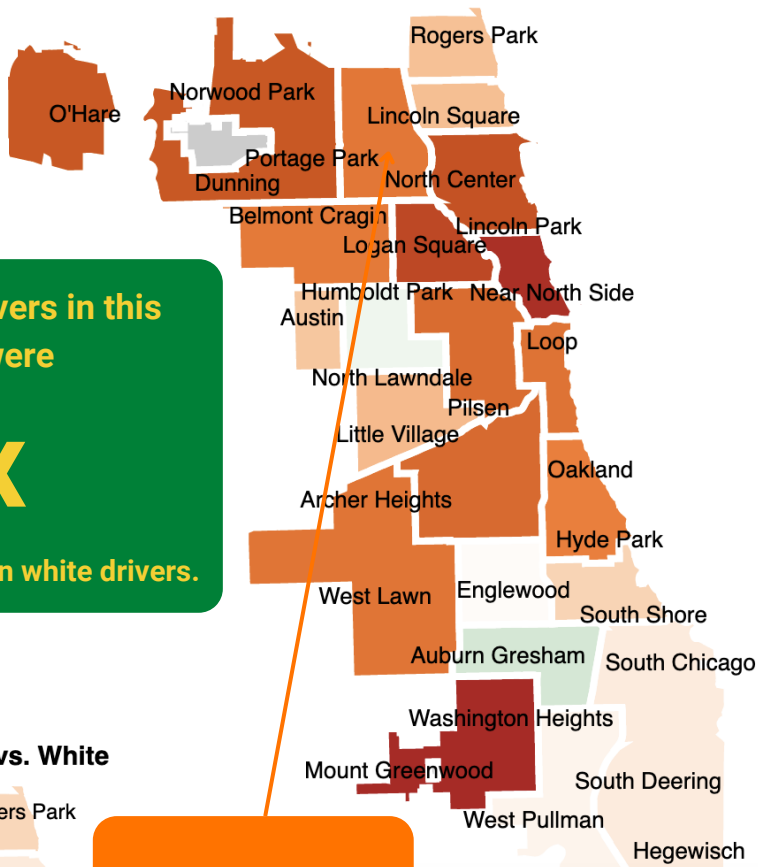 Rogers Park
O'Hare
Norwood Park
Lincoln Square
Portage Park
Dunning
North Center
Belmont Cragin
Lincoln Park
Logan Square
Humboldt Park
Near North Side
Austin
Loop
North Lawndale
Pilsen
Little Village
Oakland
Archer Heights
Hyde Park
Englewood
West Lawn
South Shore
Auburn Gresham
South Chicago
Washington Heights
Mount Greenwood
South Deering
West Pullman
Hegewisch
vers in this
vere
x
n white drivers.
vs. White
ers Park